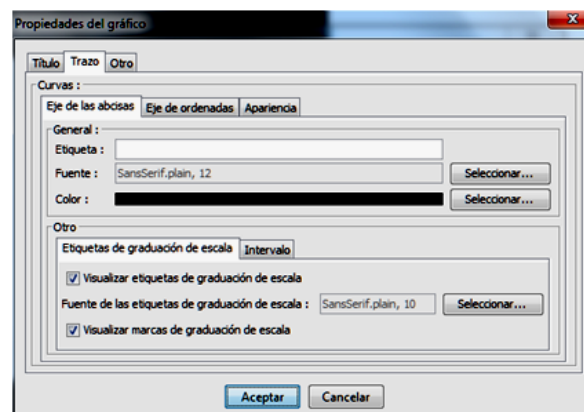 Propiedades del gráfico
Título Trazo Otro
Curvas :
Eje de las abcisas Eje de ordenadas Apariencia
General :
Etiqueta :
Fuente : SansSerif.plain, 12 Seleccionar...
Color : Seleccionar...
Otro
Etiquetas de graduación de escala Intervalo
Visualizar etiquetas de graduación de escala
Fuente de las etiquetas de graduación de escala : SansSerif.plain, 10 Seleccionar...
Visualizar marcas de graduación de escala
Aceptar Cancelar